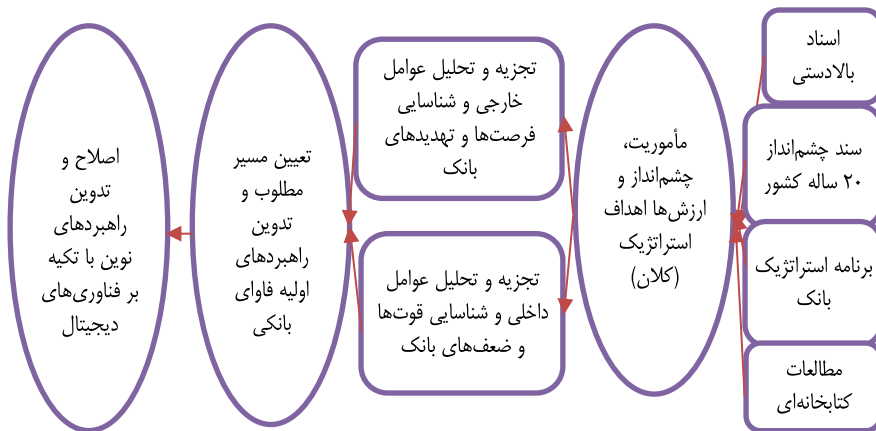 اسناد
بالادستی
سند چشم‌انداز
۲۰ ساله کشور
برنامه استراتژیک
بانک
مطالعات
کتابخانه‌ای
مأموریت،
چشم‌انداز و
ارزش‌ها اهداف
استراتژیک
(کلان)
تجزیه و تحلیل عوامل
خارجی و شناسایی
فرصت‌ها و تهدیدهای
بانک
تجزیه و تحلیل عوامل
داخلی و شناسایی قوت‌ها
و ضعف‌های بانک
تعیین مسیر
مطلوب و
تدوین
راهبردهای
اولیه فاوای
بانکی
اصلاح و
تدوین
راهبردهای
نوین با تکیه
بر فناوری‌های
دیجیتال